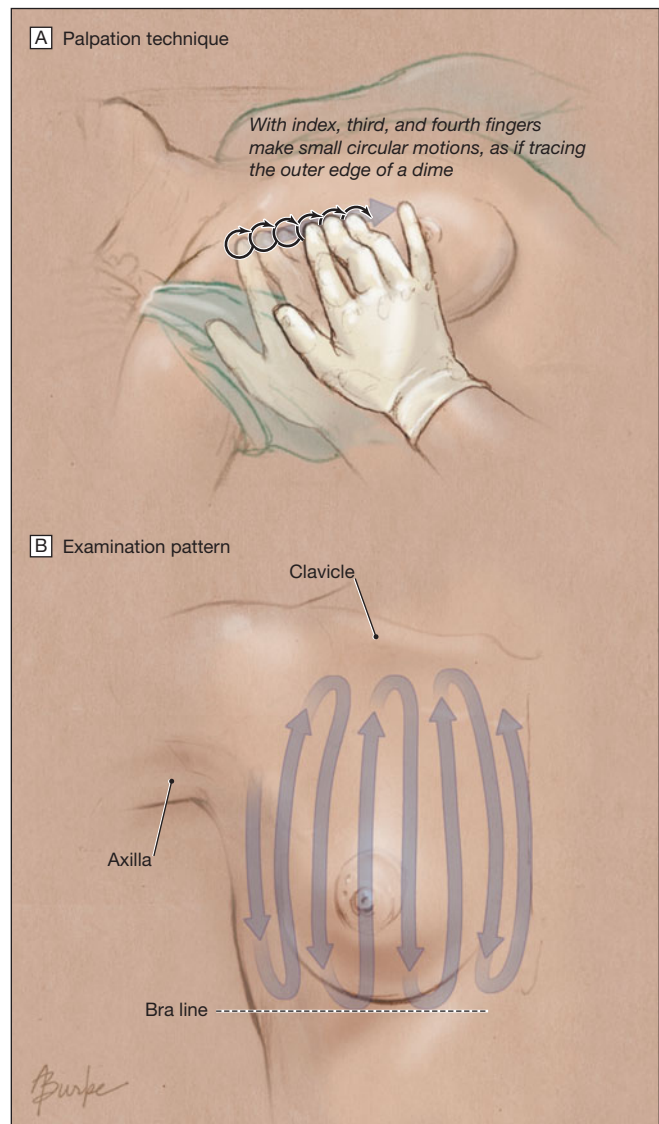 A Palpation technique
With index, third, and fourth fingers
make small circular motions, as if tracing
the outer edge of a dime
B Examination pattern
Clavicle
Axilla
Bra line
ABurke